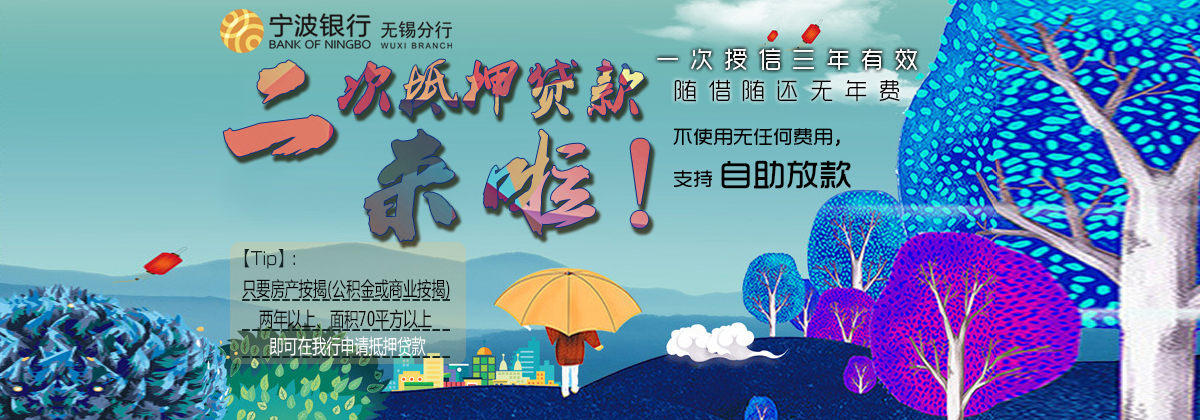 宁波银行 无锡分行
BANK OF NINGBO WUXI BRANCH
二次抵押贷款
来啦！
一次授信三年有效
随借随还无年费
不使用无任何费用，
支持 自助放款
【Tip】：
只要房产按揭(公积金或商业按揭)
两年以上，面积70平方以上
即可在我行申请抵押贷款